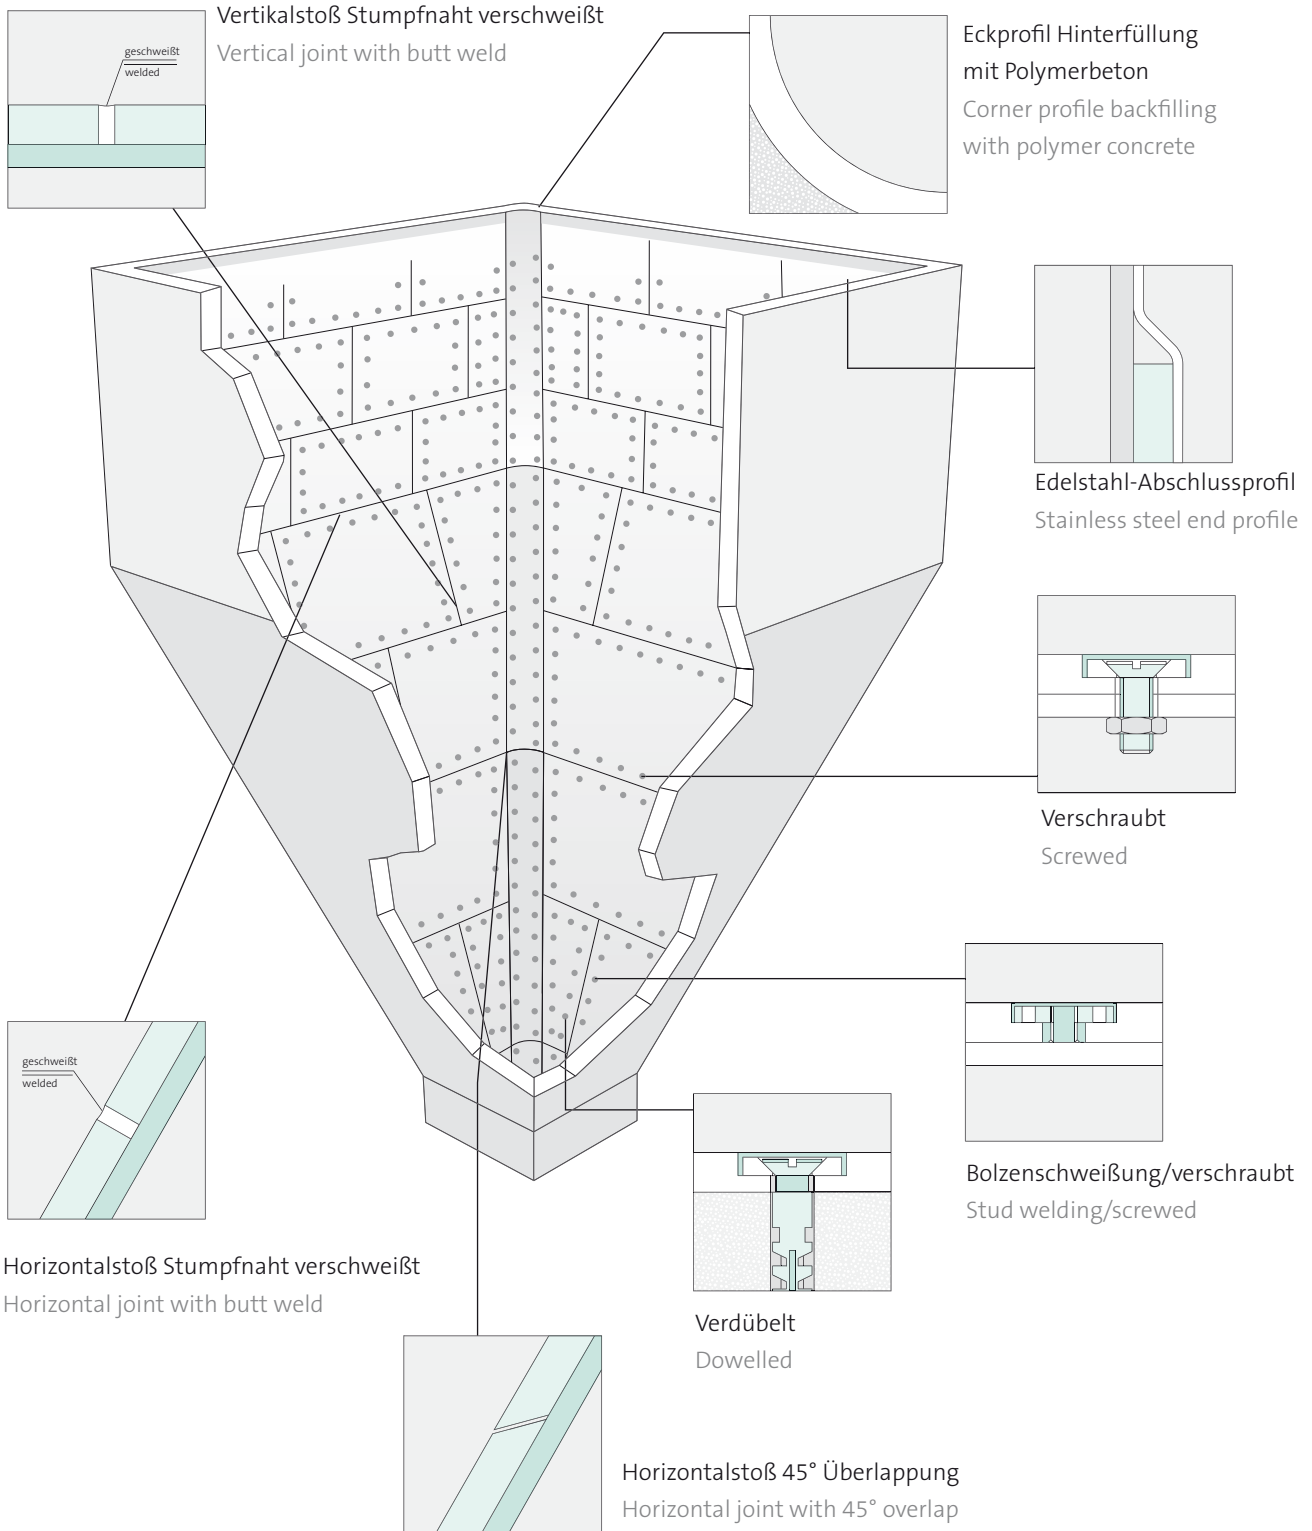 Vertikalstoß Stumpfnaht verschweißt
Vertical joint with butt weld
geschweißt
welded
Eckprofil Hinterfüllung
mit Polymerbeton
Corner profile backfilling
with polymer concrete
Edelstahl-Abschlussprofil
Stainless steel end profile
Verschraubt
Screwed
Bolzenschweißung/verschraubt
Stud welding/screwed
geschweißt
welded
Horizontalstoß Stumpfnaht verschweißt
Horizontal joint with butt weld
Verdübelt
Dowelled
Horizontalstoß 45° Überlappung
Horizontal joint with 45° overlap